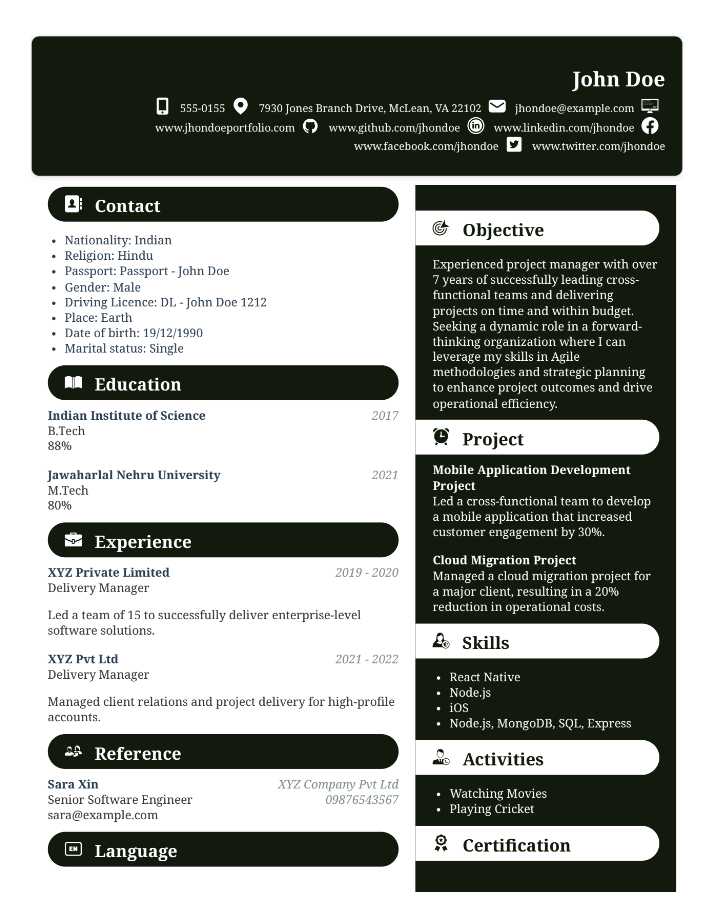 John Doe
555-0155 7930 Jones Branch Drive, McLean, VA 22102 jhondoe@example.com
www.jhondoeportfolio.com www.github.com/jhondoe www.linkedin.com/jhondoe
www.facebook.com/jhondoe www.twitter.com/jhondoe
Contact
• Nationality: Indian
• Religion: Hindu
• Passport: Passport - John Doe
• Gender: Male
• Driving Licence: DL - John Doe 1212
• Place: Earth
• Date of birth: 19/12/1990
• Marital status: Single
Education
Indian Institute of Science 2017
B.Tech
88%
Jawaharlal Nehru University 2021
M.Tech
80%
Experience
XYZ Private Limited 2019 - 2020
Delivery Manager
Led a team of 15 to successfully deliver enterprise-level
software solutions.
XYZ Pvt Ltd 2021 - 2022
Delivery Manager
Managed client relations and project delivery for high-profile
accounts.
Reference
Sara Xin XYZ Company Pvt Ltd
Senior Software Engineer 09876543567
sara@example.com
EN Language
Objective
Experienced project manager with over
7 years of successfully leading cross-
functional teams and delivering
projects on time and within budget.
Seeking a dynamic role in a forward-
thinking organization where I can
leverage my skills in Agile
methodologies and strategic planning
to enhance project outcomes and drive
operational efficiency.
Project
Mobile Application Development
Project
Led a cross-functional team to develop
a mobile application that increased
customer engagement by 30%.
Cloud Migration Project
Managed a cloud migration project for
a major client, resulting in a 20%
reduction in operational costs.
Skills
• React Native
• Node.js
• iOS
• Node.js, MongoDB, SQL, Express
Activities
• Watching Movies
• Playing Cricket
Certification